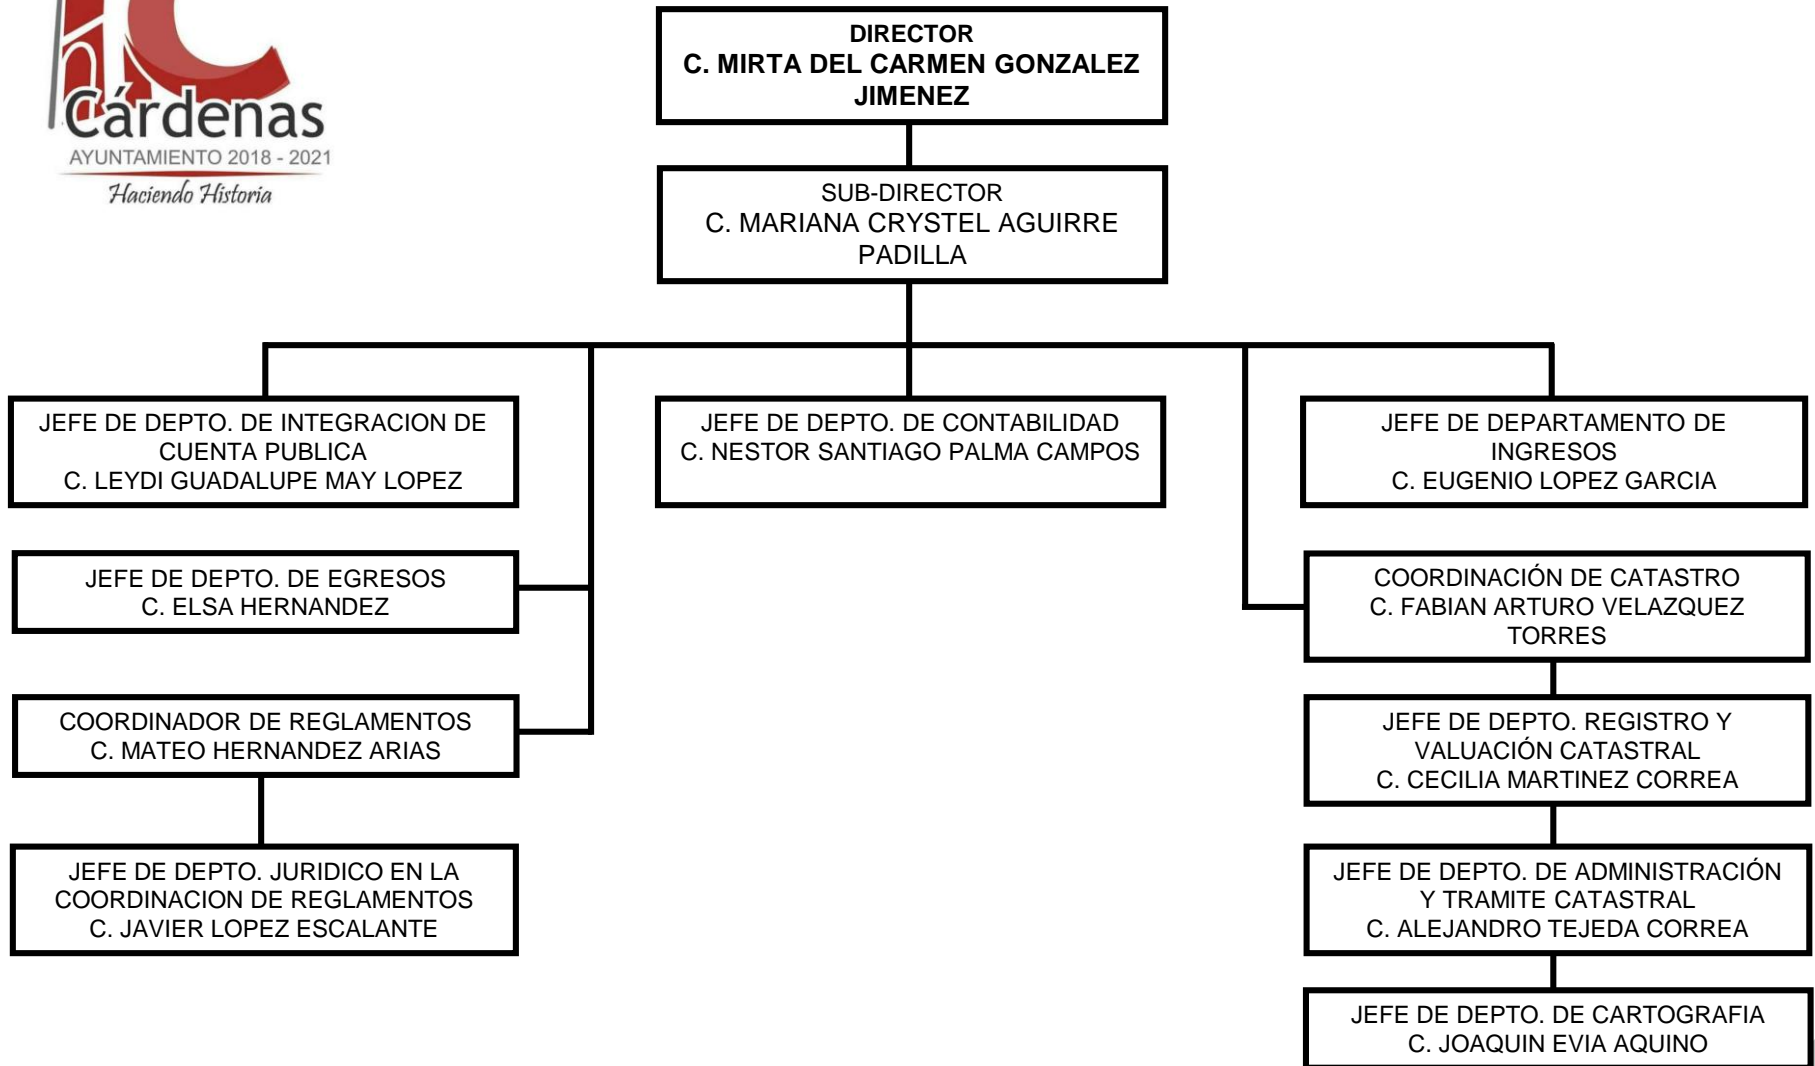 Cárdenas
AYUNTAMIENTO 2018 - 2021
Haciendo Historia
DIRECTOR
C. MIRTA DEL CARMEN GONZALEZ
JIMENEZ
SUB-DIRECTOR
C. MARIANA CRYSTEL AGUIRRE
PADILLA
JEFE DE DEPTO. DE INTEGRACION DE
CUENTA PUBLICA
C. LEYDI GUADALUPE MAY LOPEZ
JEFE DE DEPTO. DE CONTABILIDAD
C. NESTOR SANTIAGO PALMA CAMPOS
JEFE DE DEPARTAMENTO DE
INGRESOS
C. EUGENIO LOPEZ GARCIA
JEFE DE DEPTO. DE EGRESOS
C. ELSA HERNANDEZ
COORDINACIÓN DE CATASTRO
C. FABIAN ARTURO VELAZQUEZ
TORRES
COORDINADOR DE REGLAMENTOS
C. MATEO HERNANDEZ ARIAS
JEFE DE DEPTO. REGISTRO Y
VALUACIÓN CATASTRAL
C. CECILIA MARTINEZ CORREA
JEFE DE DEPTO. JURIDICO EN LA
COORDINACION DE REGLAMENTOS
C. JAVIER LOPEZ ESCALANTE
JEFE DE DEPTO. DE ADMINISTRACIÓN
Y TRAMITE CATASTRAL
C. ALEJANDRO TEJEDA CORREA
JEFE DE DEPTO. DE CARTOGRAFIA
C. JOAQUIN EVIA AQUINO